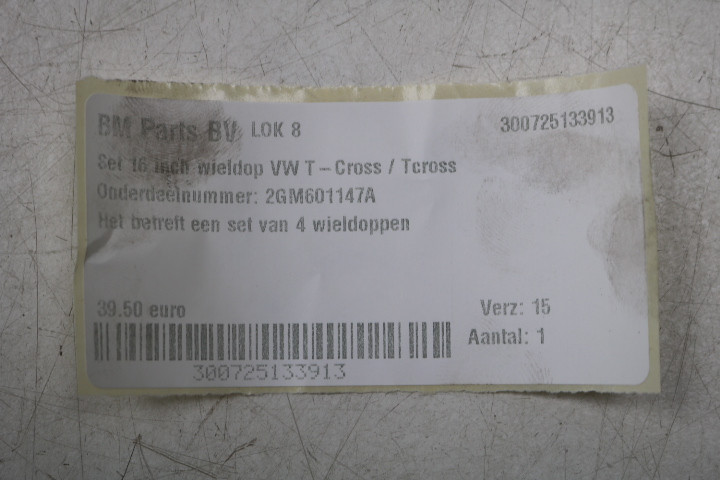 BM Parts BV LOK 8
300725133913
Set 16 inch wieldop VW T-Cross / Tcross
Onderdeelnummer: 2GM601147A
Het betreft een set van 4 wieldoppen
39.50 euro
Verz: 15
Aantal: 1
300725133913